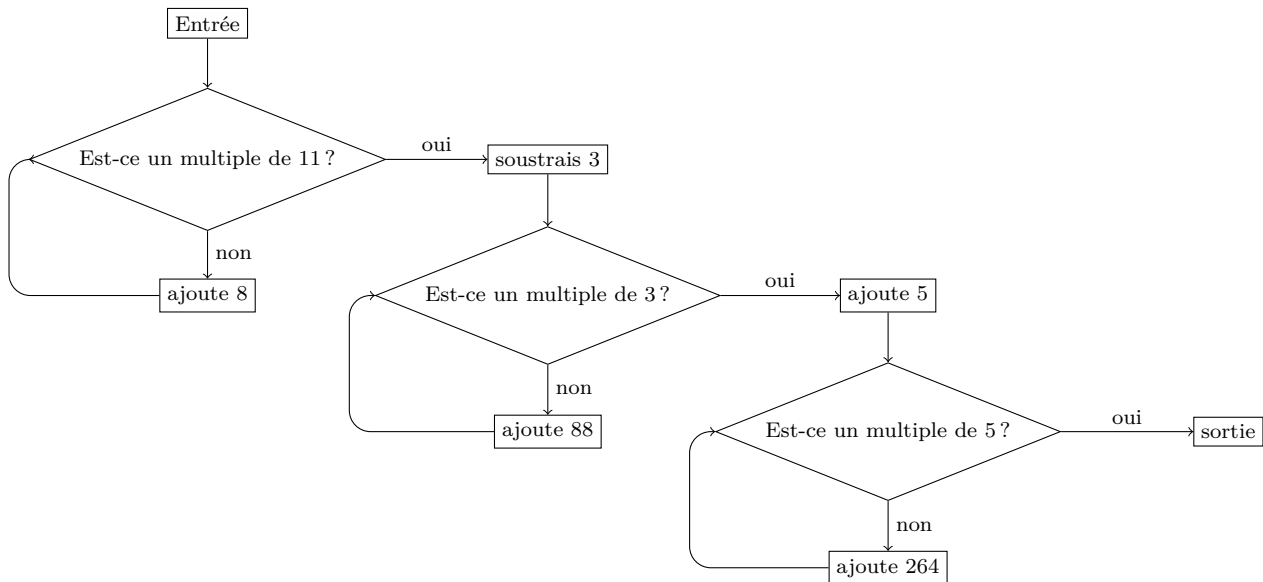 Entrée
Est-ce un multiple de 11 ?
oui
soustrais 3
non
ajoute 8
Est-ce un multiple de 3 ?
oui
ajoute 5
non
ajoute 88
Est-ce un multiple de 5 ?
oui
sortie
non
ajoute 264